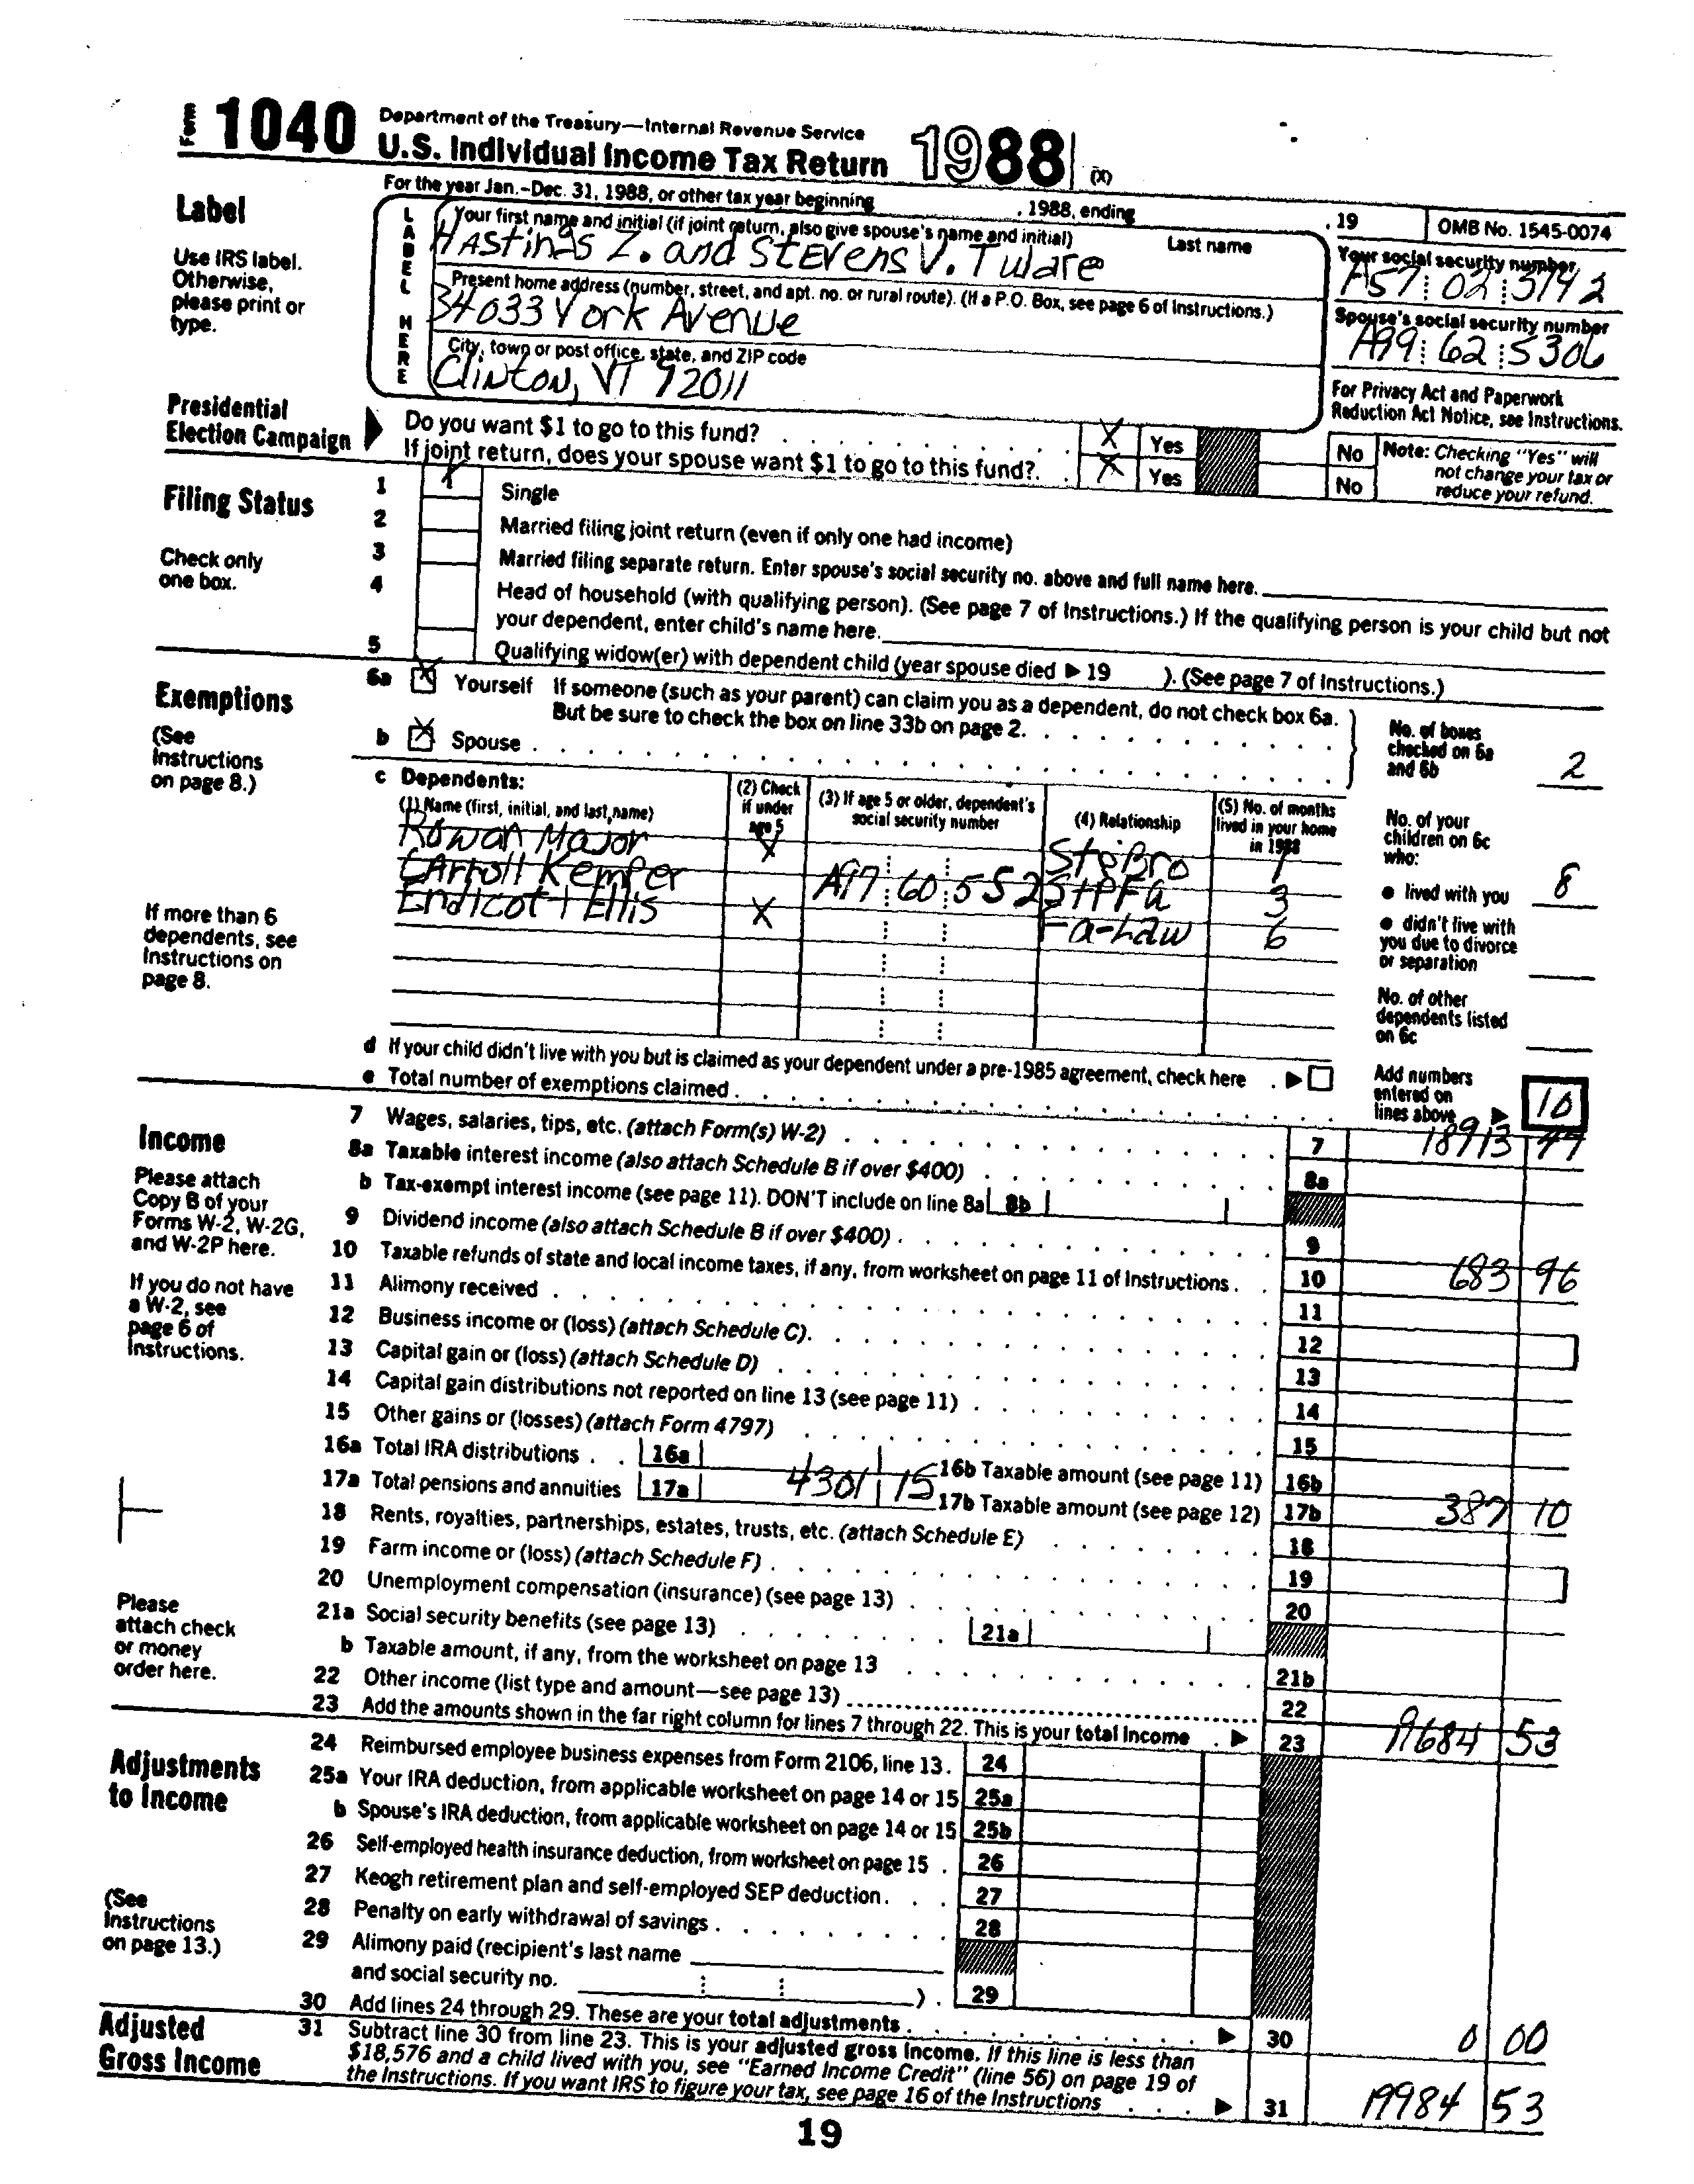 Form 1040 Department of the Treasury—Internal Revenue Service
U.S. Individual Income Tax Return 1988 (X)
For the year Jan.–Dec. 31, 1988, or other tax year beginning , 1988, ending , 19 OMB No. 1545-0074
Label
Use IRS label. Otherwise, please print or type.
LABEL HERE
Your first name and initial (if joint return, also give spouse's name and initial) Last name
Hastings Z. and Stevens V. Tulare
Your social security number
A57 02 3192
Present home address (number, street, and apt. no. or rural route). (If a P.O. Box, see page 6 of Instructions.)
34033 York Avenue
Spouse's social security number
A99 62 5306
City, town or post office, state, and ZIP code
Clinton, VT 92011
For Privacy Act and Paperwork Reduction Act Notice, see Instructions.
Presidential Election Campaign
Do you want $1 to go to this fund? X Yes No
If joint return, does your spouse want $1 to go to this fund? X Yes No
Note: Checking "Yes" will not change your tax or reduce your refund.
Filing Status
Check only one box.
1 X Single
2 Married filing joint return (even if only one had income)
3 Married filing separate return. Enter spouse's social security no. above and full name here.
4 Head of household (with qualifying person). (See page 7 of Instructions.) If the qualifying person is your child but not
your dependent, enter child's name here.
5 Qualifying widow(er) with dependent child (year spouse died ▶ 19 ). (See page 7 of Instructions.)
Exemptions
(See Instructions on page 8.)
6a X Yourself If someone (such as your parent) can claim you as a dependent, do not check box 6a.
But be sure to check the box on line 33b on page 2.
b X Spouse
No. of boxes checked on 6a and 6b 2
c Dependents:
(1) Name (first, initial, and last name) (2) Check if under age 5 (3) If age 5 or older, dependent's social security number (4) Relationship (5) No. of months lived in your home in 1988
Rowan Major X StpBro 1
Carroll Kemper A97 60 552 StPFa 3
Endicott Ellis X Fa-Law 6
If more than 6 dependents, see Instructions on page 8.
No. of your children on 6c who:
● lived with you 8
● didn't live with you due to divorce or separation
No. of other dependents listed on 6c
d If your child didn't live with you but is claimed as your dependent under a pre-1985 agreement, check here ▶
e Total number of exemptions claimed
Add numbers entered on lines above ▶ 10
Income
Please attach Copy B of your Forms W-2, W-2G, and W-2P here.
If you do not have a W-2, see page 6 of Instructions.
Please attach check or money order here.
7 Wages, salaries, tips, etc. (attach Form(s) W-2) 7 18913 47
8a Taxable interest income (also attach Schedule B if over $400) 8a
b Tax-exempt interest income (see page 11). DON'T include on line 8a 8b
9 Dividend income (also attach Schedule B if over $400) 9
10 Taxable refunds of state and local income taxes, if any, from worksheet on page 11 of Instructions 10 683 96
11 Alimony received 11
12 Business income or (loss) (attach Schedule C) 12
13 Capital gain or (loss) (attach Schedule D) 13
14 Capital gain distributions not reported on line 13 (see page 11) 14
15 Other gains or (losses) (attach Form 4797) 15
16a Total IRA distributions 16a 16b Taxable amount (see page 11) 16b
17a Total pensions and annuities 17a 4301 15 17b Taxable amount (see page 12) 17b 387 10
18 Rents, royalties, partnerships, estates, trusts, etc. (attach Schedule E) 18
19 Farm income or (loss) (attach Schedule F) 19
20 Unemployment compensation (insurance) (see page 13) 20
21a Social security benefits (see page 13) 21a
b Taxable amount, if any, from the worksheet on page 13 21b
22 Other income (list type and amount—see page 13) 22
23 Add the amounts shown in the far right column for lines 7 through 22. This is your total income ▶ 23 19684 53
Adjustments to Income
(See Instructions on page 13.)
24 Reimbursed employee business expenses from Form 2106, line 13 24
25a Your IRA deduction, from applicable worksheet on page 14 or 15 25a
b Spouse's IRA deduction, from applicable worksheet on page 14 or 15 25b
26 Self-employed health insurance deduction, from worksheet on page 15 26
27 Keogh retirement plan and self-employed SEP deduction 27
28 Penalty on early withdrawal of savings 28
29 Alimony paid (recipient's last name
and social security no. ) 29
30 Add lines 24 through 29. These are your total adjustments ▶ 30 0 00
Adjusted Gross Income
31 Subtract line 30 from line 23. This is your adjusted gross income. If this line is less than
$18,576 and a child lived with you, see "Earned Income Credit" (line 56) on page 19 of
the Instructions. If you want IRS to figure your tax, see page 16 of the Instructions ▶ 31 19984 53
19